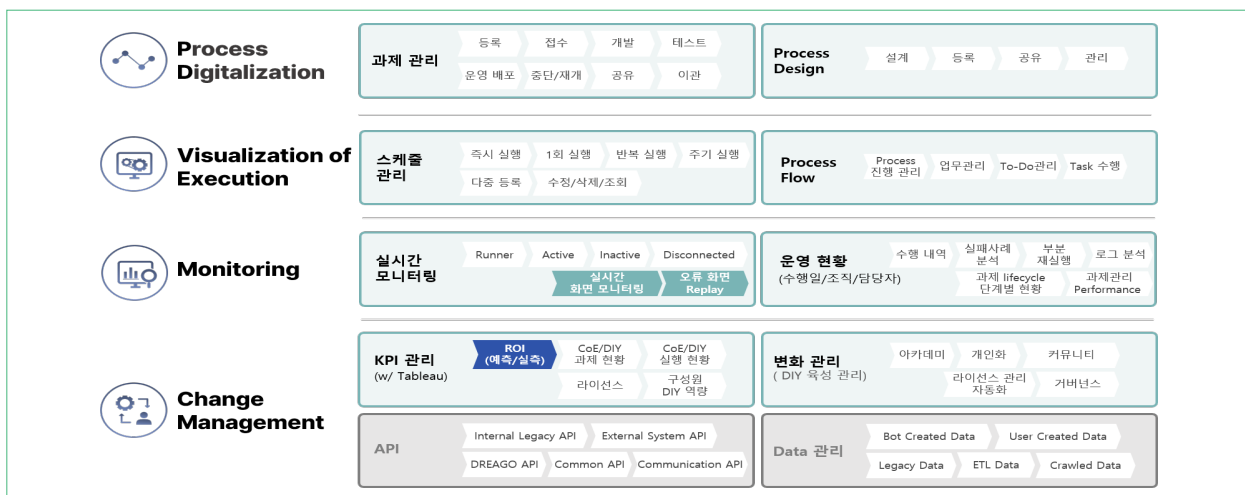 Process
Digitalization
과제 관리
등록 접수 개발 테스트
운영 배포 중단/재개 공유 이관
Process
Design
설계 등록 공유 관리
Visualization of
Execution
스케줄
관리
즉시 실행 1회 실행 반복 실행 주기 실행
다중 등록 수정/삭제/조회
Process
Flow
Process
진행 관리
업무관리 To-Do관리 Task 수행
Monitoring
실시간
모니터링
Runner Active Inactive Disconnected
실시간
화면 모니터링
오류 화면
Replay
운영 현황
(수행일/조직/담당자)
수행 내역
실패사례
분석
부분
재실행
로그 분석
과제 lifecycle
단계별 현황
과제관리
Performance
Change
Management
KPI 관리
(w/ Tableau)
ROI
(예측/실측)
CoE/DIY
과제 현황
CoE/DIY
실행 현황
라이선스
구성원
DIY 역량
변화 관리
( DIY 육성 관리)
아카데미 개인화 커뮤니티
라이선스 관리
자동화
거버넌스
API
Internal Legacy API External System API
DREAGO API Common API Communication API
Data 관리
Bot Created Data User Created Data
Legacy Data ETL Data Crawled Data